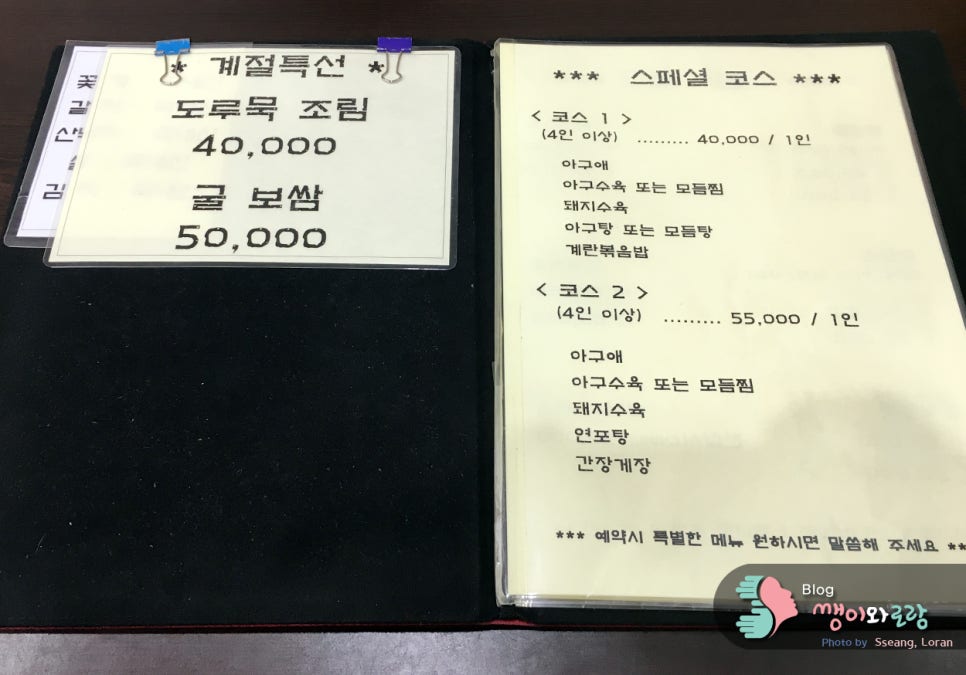 * 계절특선 *
도루묵 조림
40,000
굴 보쌈
50,000
*** 스페셜 코스 ***
< 코스 1 >
(4인 이상) ......... 40,000 / 1인
아구애
아구수육 또는 모듬찜
돼지수육
아구탕 또는 모듬탕
계란볶음밥
< 코스 2 >
(4인 이상) ......... 55,000 / 1인
아구애
아구수육 또는 모듬찜
돼지수육
연포탕
간장게장
*** 예약시 특별한 메뉴 원하시면 말씀해 주세요 **
Blog
쌩이와로랑
Photo by Sseang, Loran